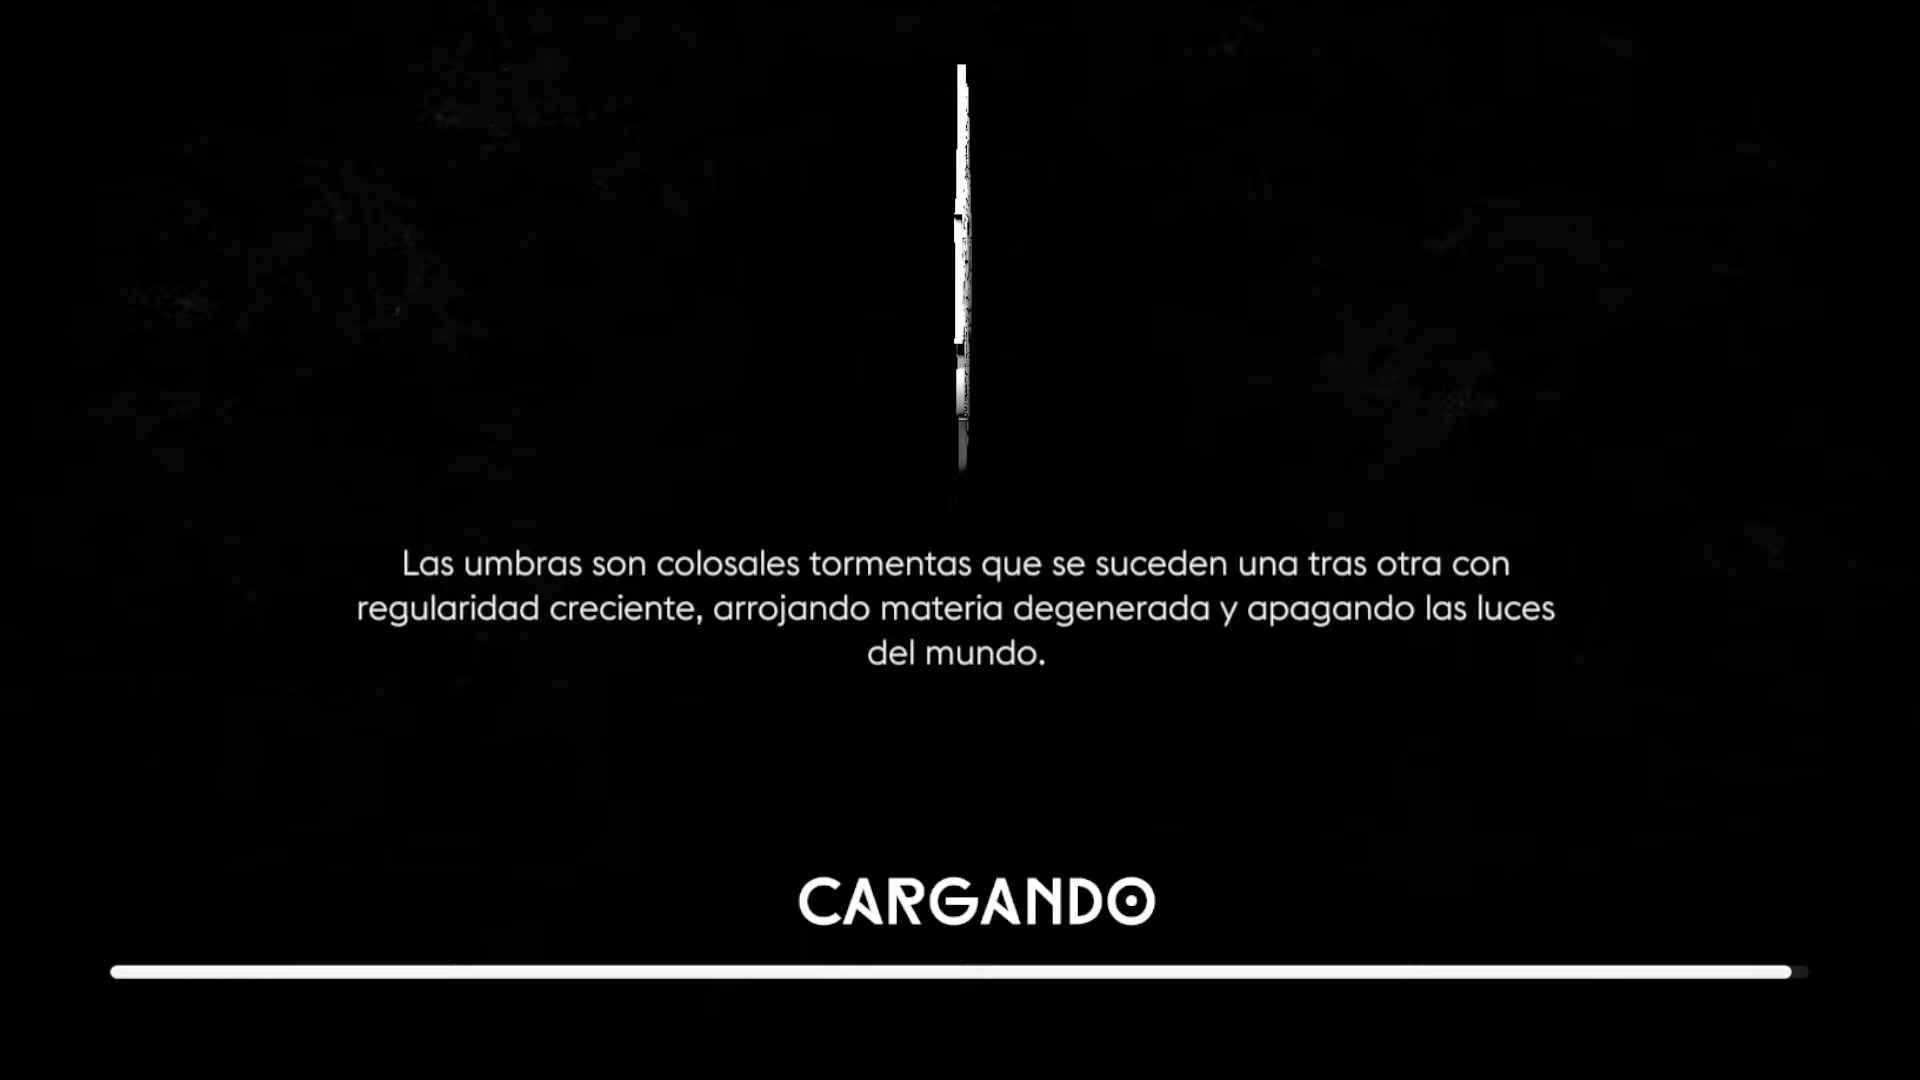 Las umbras son colosales tormentas que se suceden una tras otra con
regularidad creciente, arrojando materia degenerada y apagando las luces
del mundo.
CARGANDO